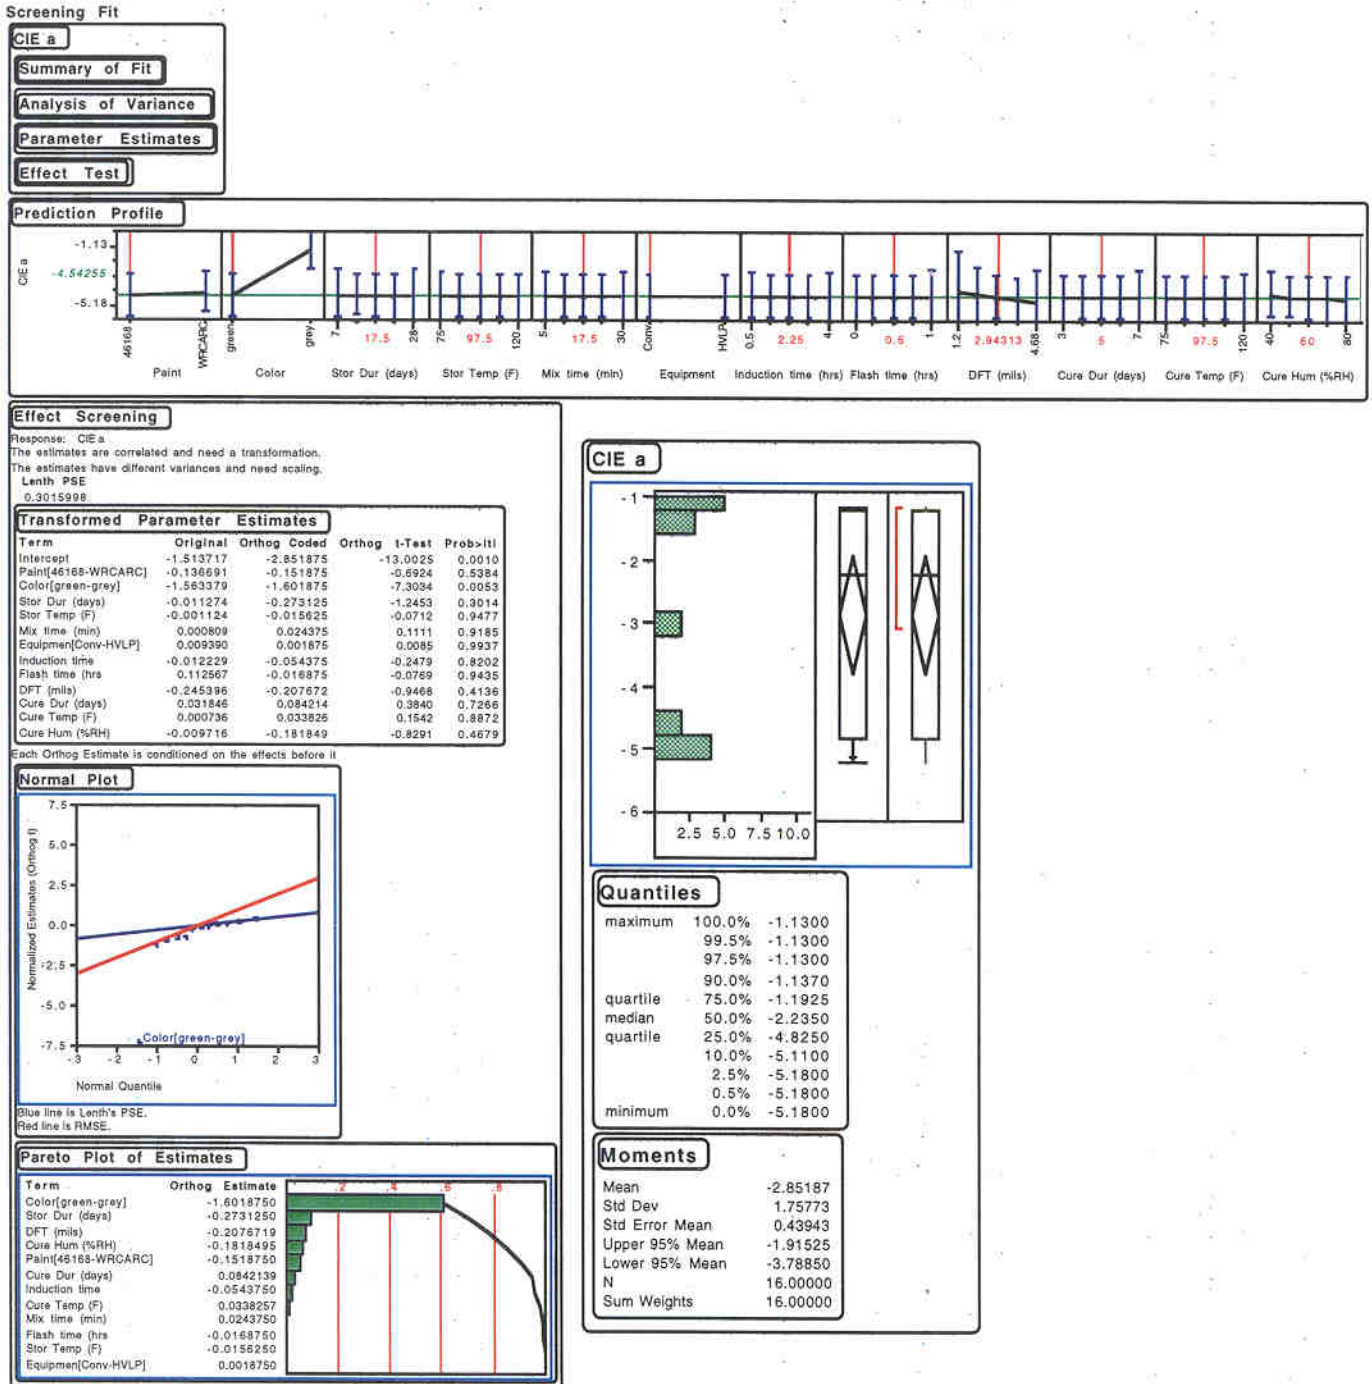 Screening Fit
CIE a
Summary of Fit
Analysis of Variance
Parameter Estimates
Effect Test
Prediction Profile
CIE a
-1.13
-4.54255
-5.18
46168
WRCARC
green
grey
7
17.5
28
75
97.5
120
5
17.5
30
Conv
HVLP
0.5
2.25
4
0
0.5
1
1.2
2.94313
4.68
3
5
7
75
97.5
120
40
60
80
Paint Color Stor Dur (days) Stor Temp (F) Mix time (min) Equipment Induction time (hrs) Flash time (hrs) DFT (mils) Cure Dur (days) Cure Temp (F) Cure Hum (%RH)
Effect Screening
Response: CIE a
The estimates are correlated and need a transformation.
The estimates have different variances and need scaling.
Lenth PSE
0.3015998
Transformed Parameter Estimates
Term Original Orthog Coded Orthog t-Test Prob>|t|
Intercept -1.513717 -2.851875 -13.0025 0.0010
Paint[46168-WRCARC] -0.136691 -0.151875 -0.6924 0.5384
Color[green-grey] -1.563379 -1.601875 -7.3034 0.0053
Stor Dur (days) -0.011274 -0.273125 -1.2453 0.3014
Stor Temp (F) -0.001124 -0.015625 -0.0712 0.9477
Mix time (min) 0.000809 0.024375 0.1111 0.9185
Equipmen[Conv-HVLP] 0.009390 0.001875 0.0085 0.9937
Induction time -0.012229 -0.054375 -0.2479 0.8202
Flash time (hrs 0.112567 -0.016875 -0.0769 0.9435
DFT (mils) -0.245396 -0.207672 -0.9468 0.4136
Cure Dur (days) 0.031846 0.084214 0.3840 0.7266
Cure Temp (F) 0.000736 0.033826 0.1542 0.8872
Cure Hum (%RH) -0.009716 -0.181849 -0.8291 0.4679
Each Orthog Estimate is conditioned on the effects before it
Normal Plot
Normalized Estimates (Orthog t)
7.5
5.0
2.5
0.0
-2.5
-5.0
-7.5
Color[green-grey]
-3 -2 -1 0 1 2 3
Normal Quantile
Blue line is Lenth's PSE.
Red line is RMSE.
Pareto Plot of Estimates
Term Orthog Estimate .2 .4 .6 .8
Color[green-grey] -1.6018750
Stor Dur (days) -0.2731250
DFT (mils) -0.2076719
Cure Hum (%RH) -0.1818495
Paint[46168-WRCARC] -0.1518750
Cure Dur (days) 0.0842139
Induction time -0.0543750
Cure Temp (F) 0.0338257
Mix time (min) 0.0243750
Flash time (hrs -0.0168750
Stor Temp (F) -0.0156250
Equipmen[Conv-HVLP] 0.0018750
CIE a
-1
-2
-3
-4
-5
-6
2.5 5.0 7.5 10.0
Quantiles
maximum 100.0% -1.1300
99.5% -1.1300
97.5% -1.1300
90.0% -1.1370
quartile 75.0% -1.1925
median 50.0% -2.2350
quartile 25.0% -4.8250
10.0% -5.1100
2.5% -5.1800
0.5% -5.1800
minimum 0.0% -5.1800
Moments
Mean -2.85187
Std Dev 1.75773
Std Error Mean 0.43943
Upper 95% Mean -1.91525
Lower 95% Mean -3.78850
N 16.00000
Sum Weights 16.00000